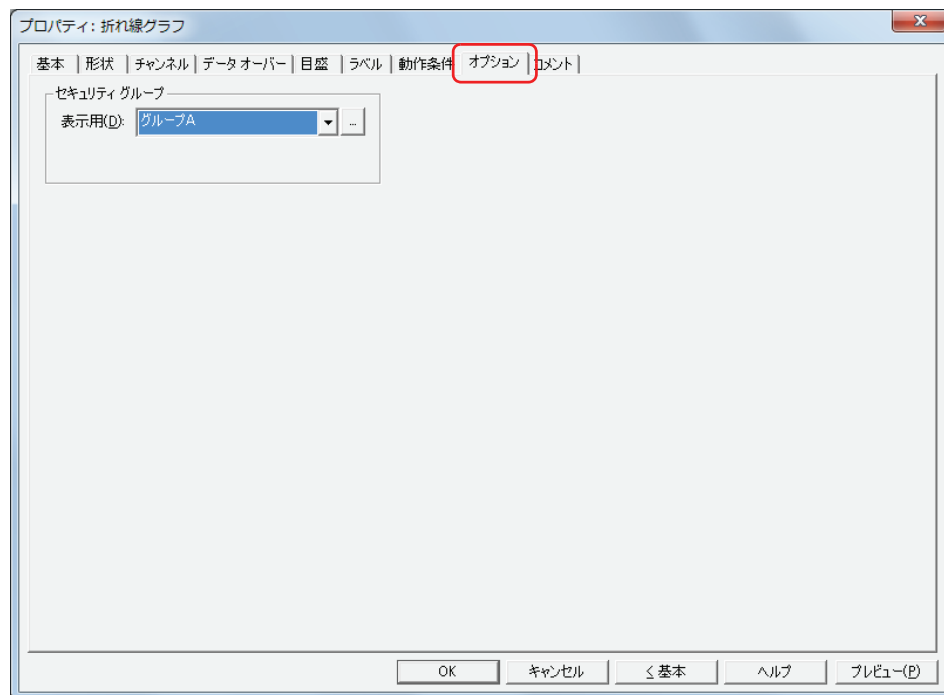 プロパティ: 折れ線グラフ
基本 形状 チャンネル データ オーバー 目盛 ラベル 動作条件 オプション コメント
セキュリティ グループ
表示用(D): グループA ...
OK キャンセル < 基本 ヘルプ プレビュー(P)